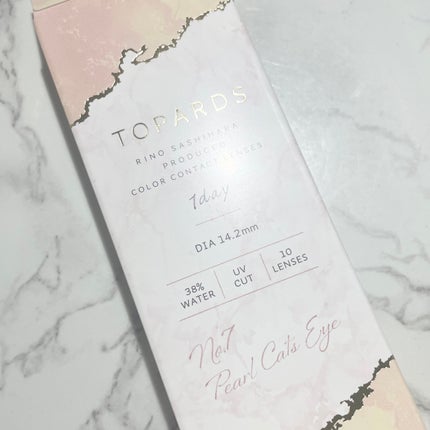 TOPARDS
RINO SASHIHARA
PRODUCED
COLOR CONTACT LENSES
1day
DIA 14.2mm
38% WATER
UV CUT
10 LENSES
No.7
Pearl Cat's Eye